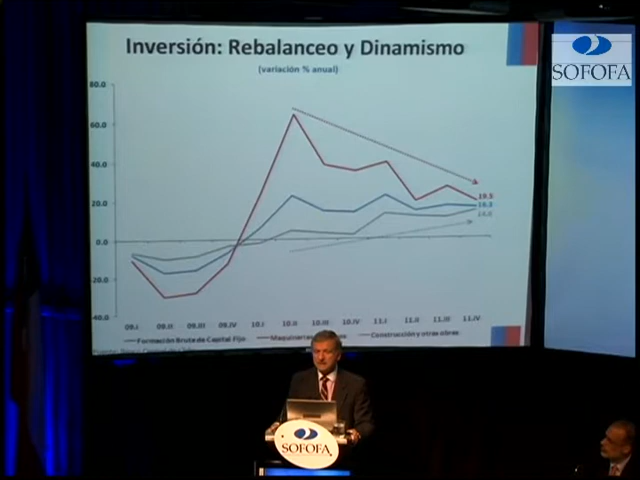 Inversión: Rebalanceo y Dinamismo
(variación % anual)
SOFOFA
80.0
60.0
40.0
20.0
0.0
-20.0
-40.0
19.5
09.I 09.II 09.III 09.IV 10.I 10.II 10.III 10.IV 11.I 11.II 11.III 11.IV
Formación Bruta de Capital Fijo
Construcción y otras obras
SOFOFA